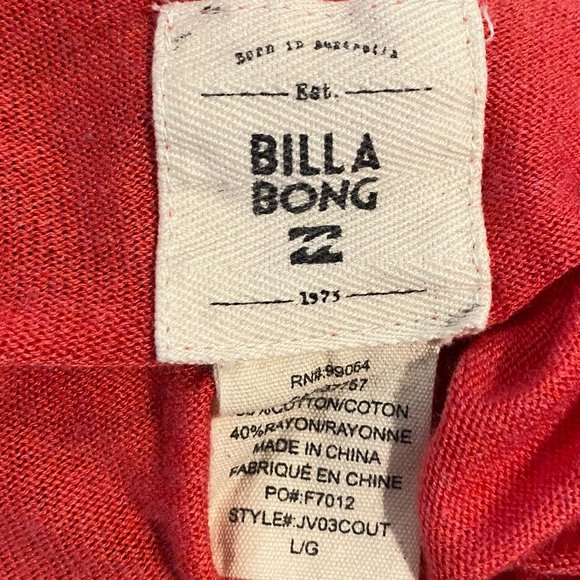 Born in Australia
Est.
BILLA
BONG
1973
RN#:99064
COTTON/COTON
40%RAYON/RAYONNE
MADE IN CHINA
FABRIQUÉ EN CHINE
PO#:F7012
STYLE#:JV03COUT
L/G